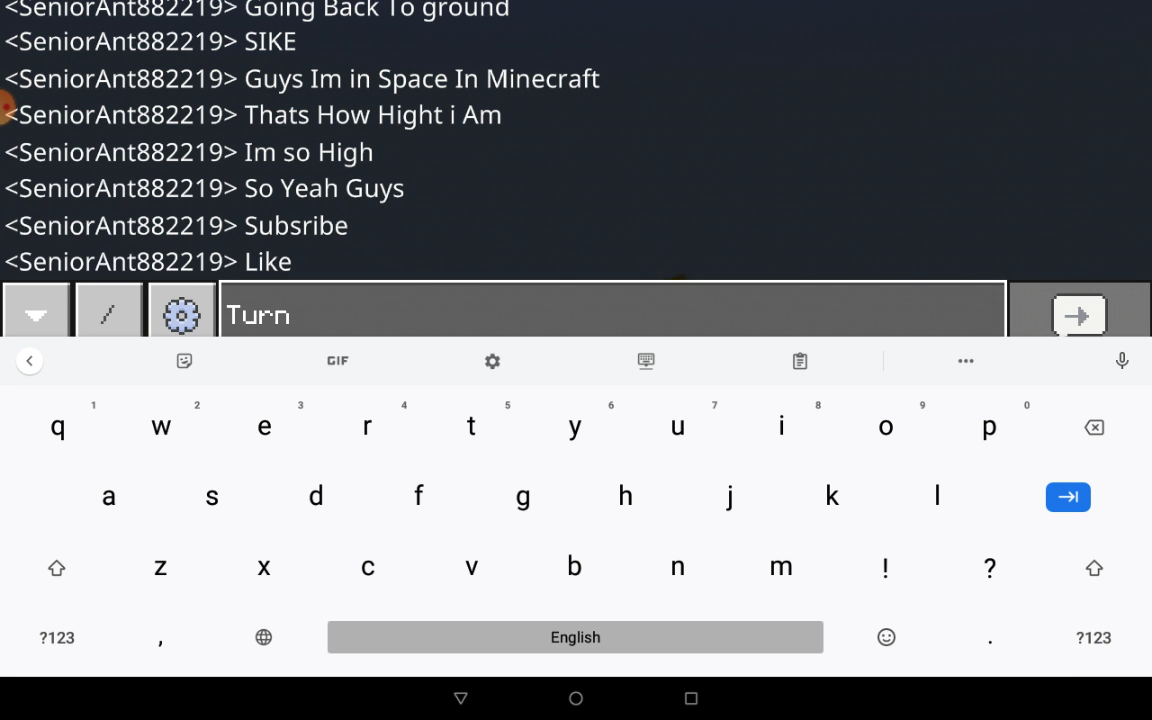 <SeniorAnt882219> Going Back To ground
<SeniorAnt882219> SIKE
<SeniorAnt882219> Guys Im in Space In Minecraft
<SeniorAnt882219> Thats How Hight i Am
<SeniorAnt882219> Im so High
<SeniorAnt882219> So Yeah Guys
<SeniorAnt882219> Subsribe
<SeniorAnt882219> Like
/ Turn
GIF
1 2 3 4 5 6 7 8 9 0
q w e r t y u i o p
a s d f g h j k l
z x c v b n m ! ?
?123 , English . ?123